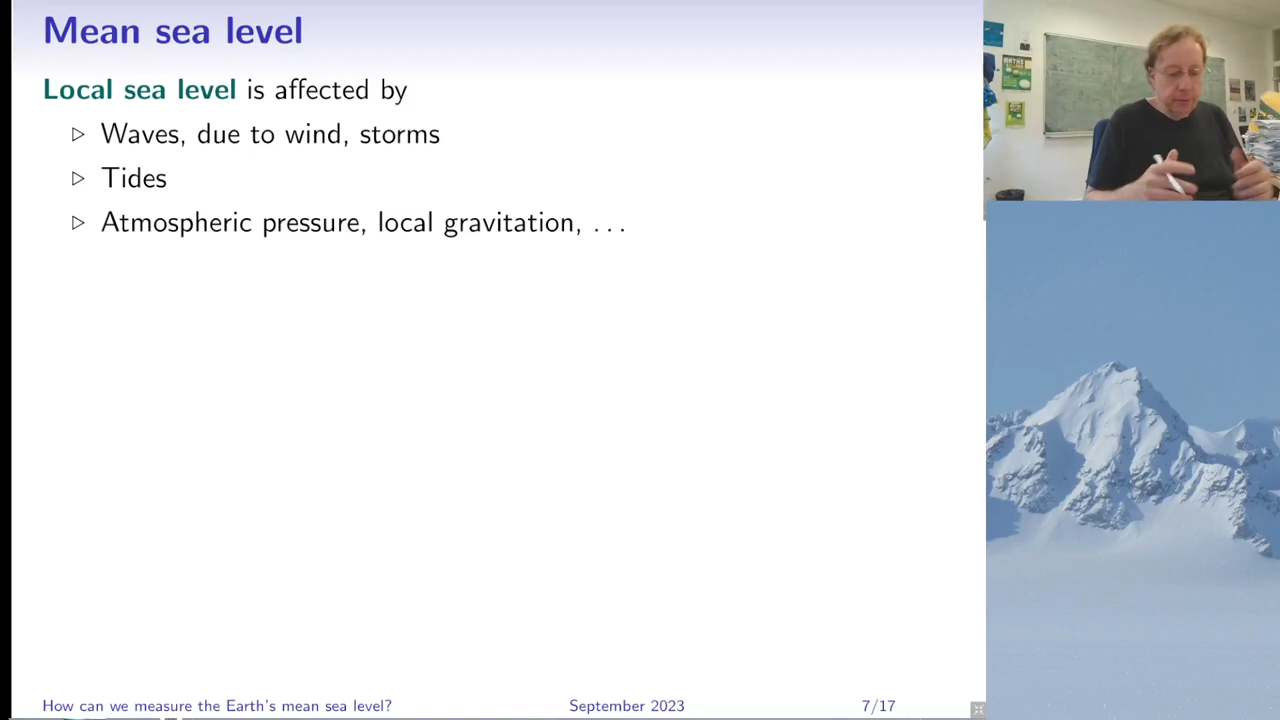 Mean sea level
Local sea level is affected by
▷ Waves, due to wind, storms
▷ Tides
▷ Atmospheric pressure, local gravitation, ...
How can we measure the Earth's mean sea level? September 2023 7/17